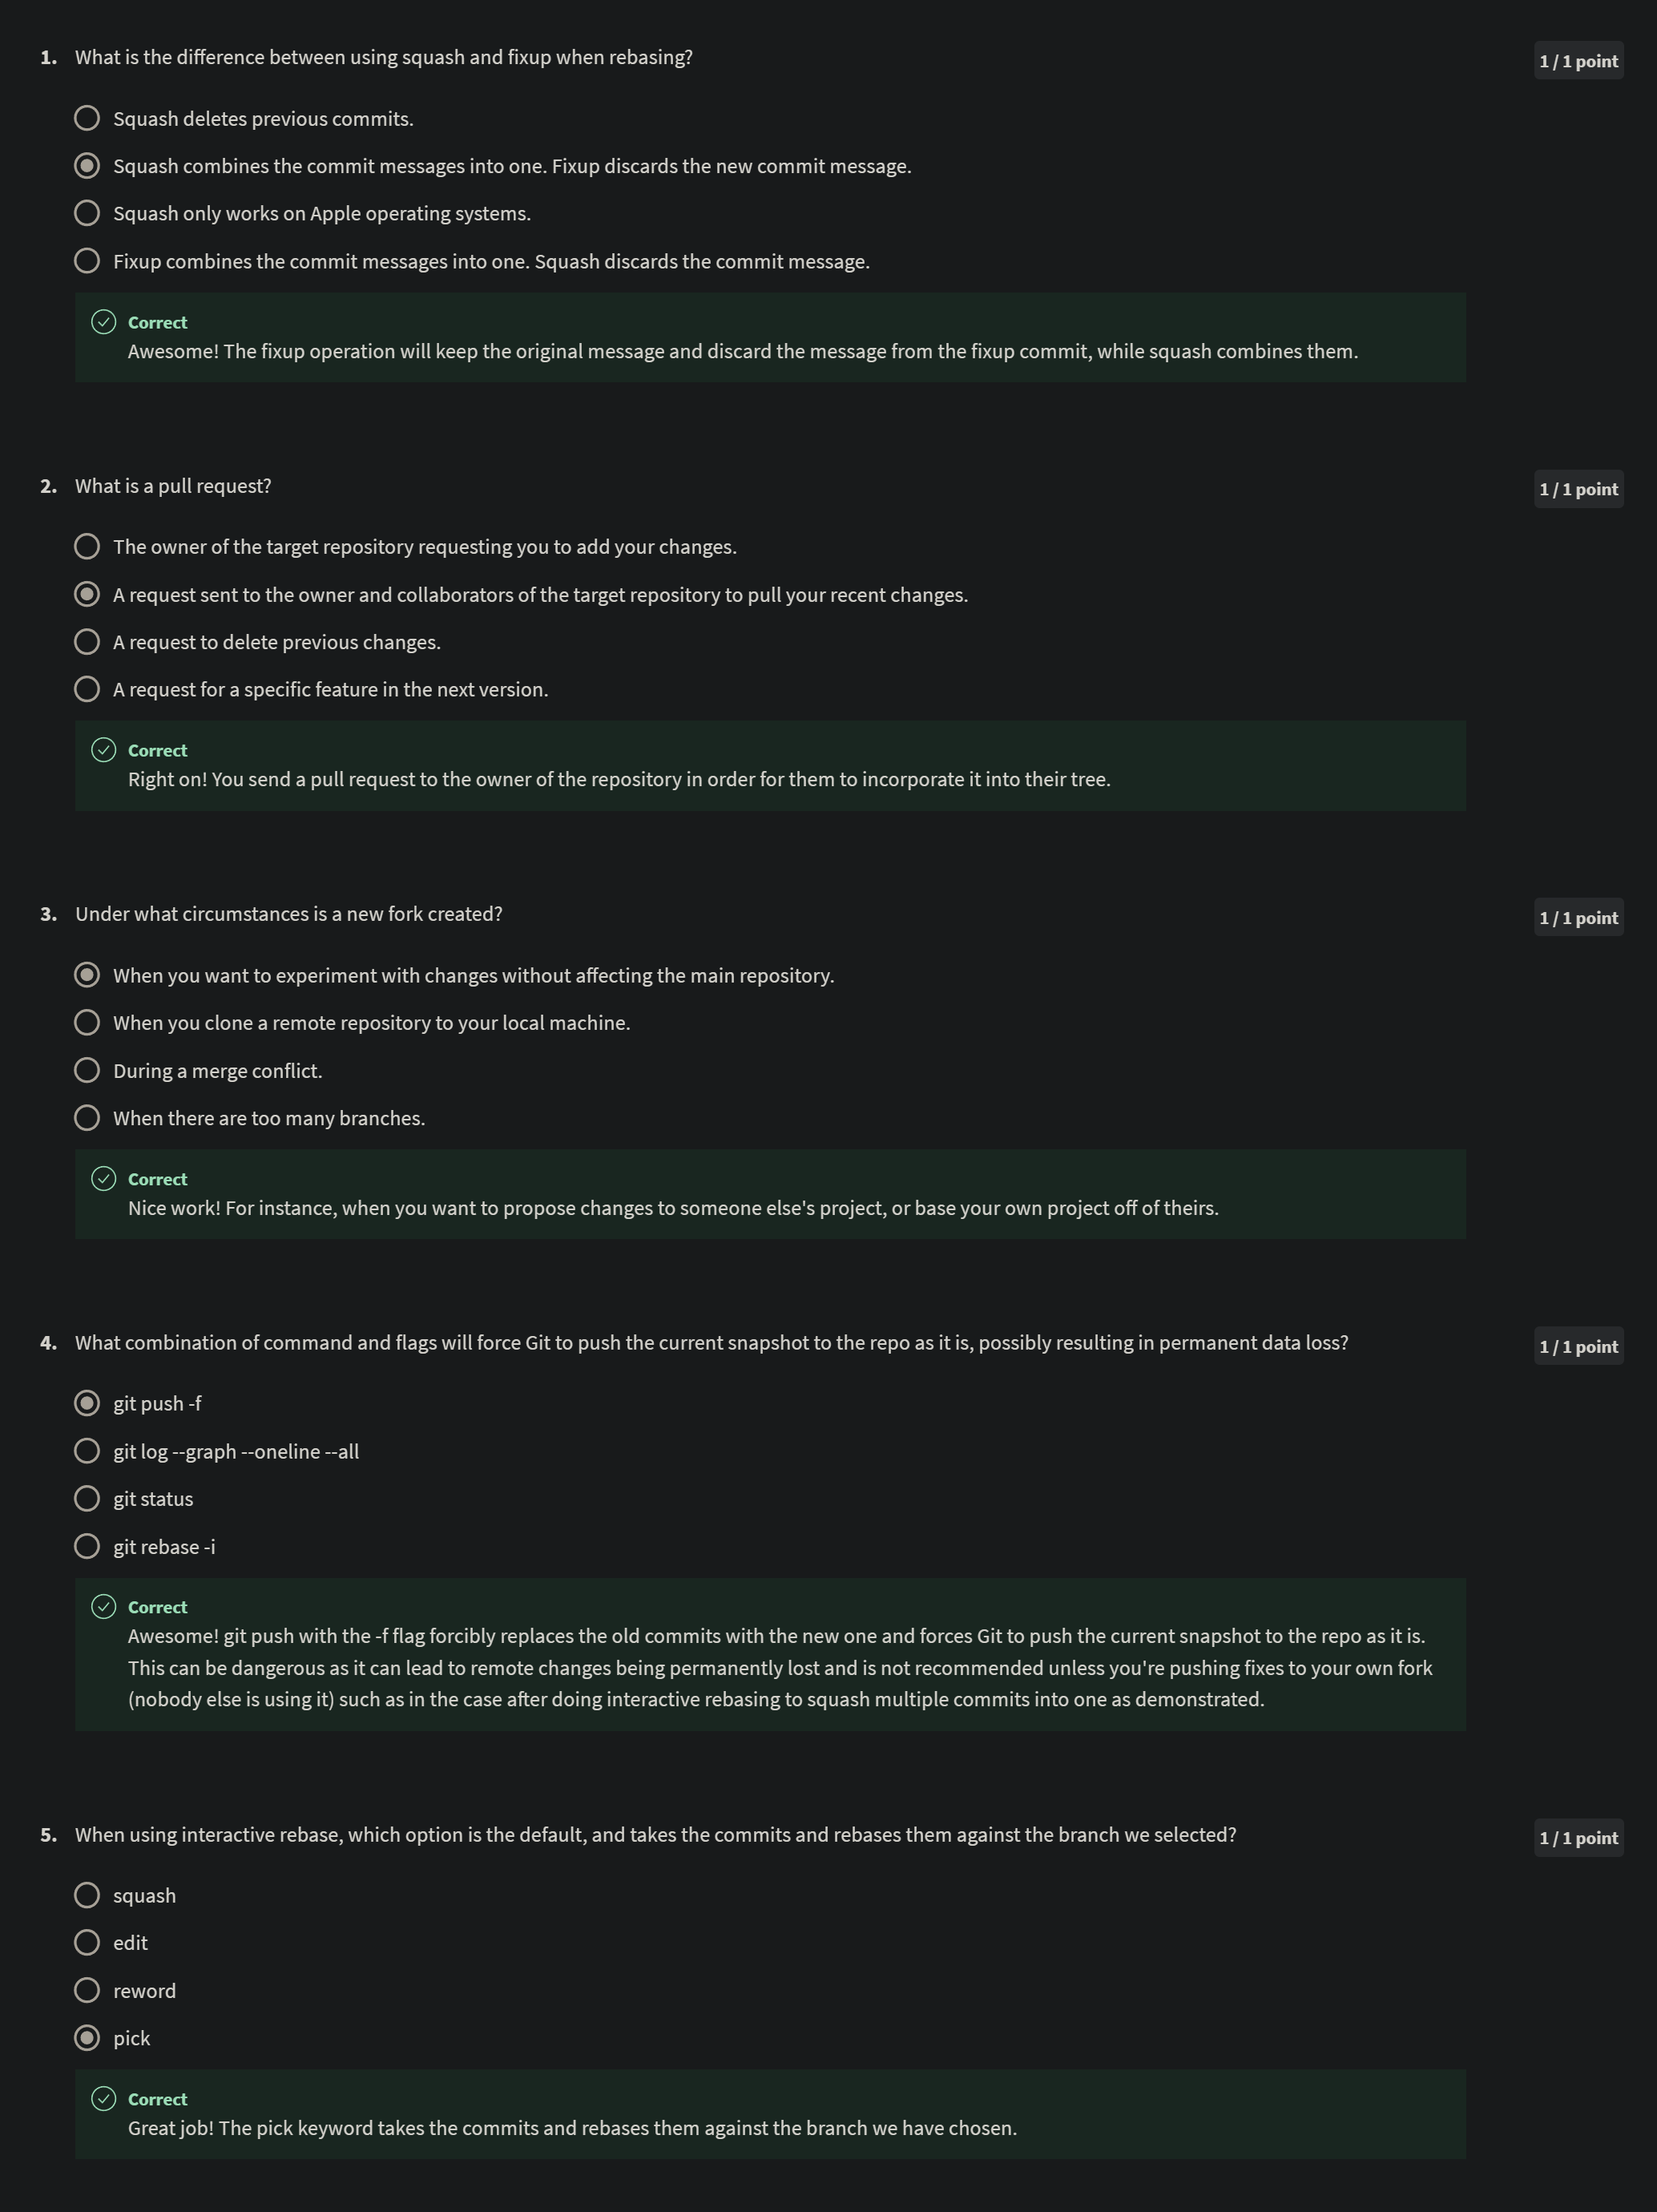 1. What is the difference between using squash and fixup when rebasing?
1 / 1 point
Squash deletes previous commits.
Squash combines the commit messages into one. Fixup discards the new commit message.
Squash only works on Apple operating systems.
Fixup combines the commit messages into one. Squash discards the commit message.
Correct
Awesome! The fixup operation will keep the original message and discard the message from the fixup commit, while squash combines them.
2. What is a pull request?
1 / 1 point
The owner of the target repository requesting you to add your changes.
A request sent to the owner and collaborators of the target repository to pull your recent changes.
A request to delete previous changes.
A request for a specific feature in the next version.
Correct
Right on! You send a pull request to the owner of the repository in order for them to incorporate it into their tree.
3. Under what circumstances is a new fork created?
1 / 1 point
When you want to experiment with changes without affecting the main repository.
When you clone a remote repository to your local machine.
During a merge conflict.
When there are too many branches.
Correct
Nice work! For instance, when you want to propose changes to someone else's project, or base your own project off of theirs.
4. What combination of command and flags will force Git to push the current snapshot to the repo as it is, possibly resulting in permanent data loss?
1 / 1 point
git push -f
git log --graph --oneline --all
git status
git rebase -i
Correct
Awesome! git push with the -f flag forcibly replaces the old commits with the new one and forces Git to push the current snapshot to the repo as it is.
This can be dangerous as it can lead to remote changes being permanently lost and is not recommended unless you're pushing fixes to your own fork
(nobody else is using it) such as in the case after doing interactive rebasing to squash multiple commits into one as demonstrated.
5. When using interactive rebase, which option is the default, and takes the commits and rebases them against the branch we selected?
1 / 1 point
squash
edit
reword
pick
Correct
Great job! The pick keyword takes the commits and rebases them against the branch we have chosen.